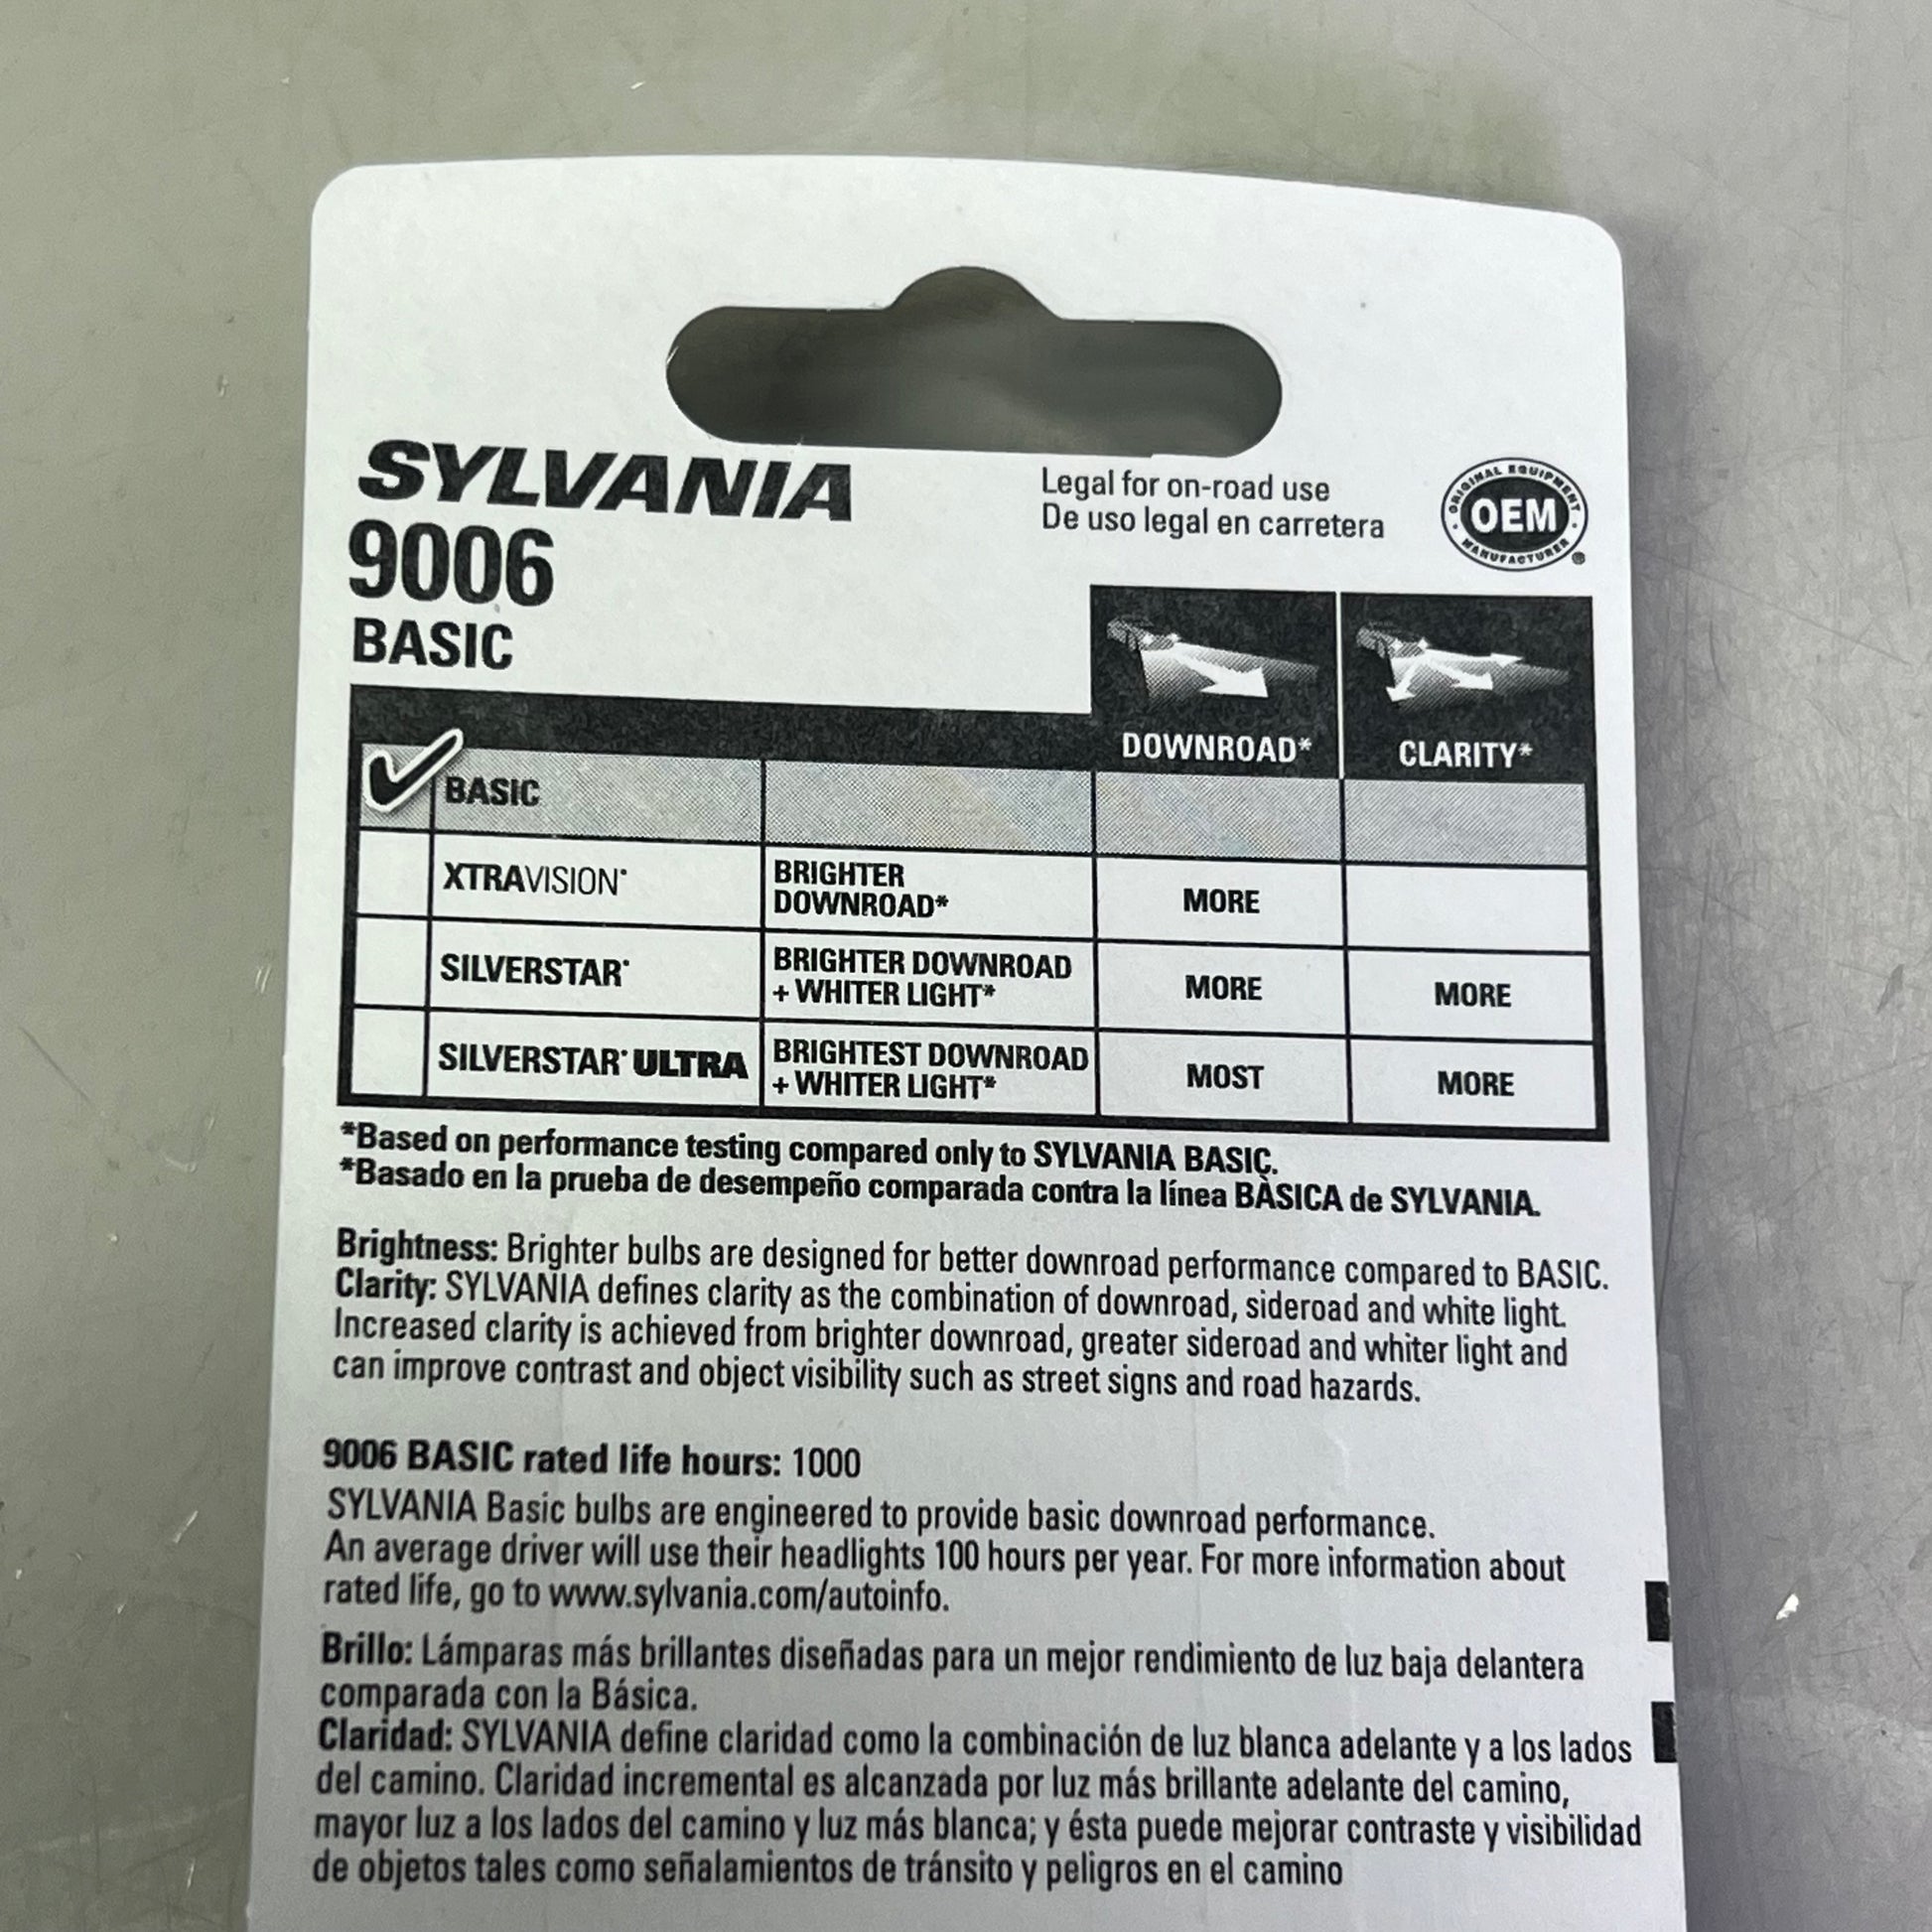 SYLVANIA
9006
BASIC
Legal for on-road use
De uso legal en carretera
ORIGINAL EQUIPMENT
OEM
MANUFACTURER
®
DOWNROAD* CLARITY*
BASIC
XTRAVISION® BRIGHTER DOWNROAD* MORE
SILVERSTAR® BRIGHTER DOWNROAD + WHITER LIGHT* MORE MORE
SILVERSTAR® ULTRA BRIGHTEST DOWNROAD + WHITER LIGHT* MOST MORE
*Based on performance testing compared only to SYLVANIA BASIC.
*Basado en la prueba de desempeño comparada contra la línea BÀSICA de SYLVANIA.
Brightness: Brighter bulbs are designed for better downroad performance compared to BASIC.
Clarity: SYLVANIA defines clarity as the combination of downroad, sideroad and white light.
Increased clarity is achieved from brighter downroad, greater sideroad and whiter light and
can improve contrast and object visibility such as street signs and road hazards.
9006 BASIC rated life hours: 1000
SYLVANIA Basic bulbs are engineered to provide basic downroad performance.
An average driver will use their headlights 100 hours per year. For more information about
rated life, go to www.sylvania.com/autoinfo.
Brillo: Lámparas más brillantes diseñadas para un mejor rendimiento de luz baja delantera
comparada con la Básica.
Claridad: SYLVANIA define claridad como la combinación de luz blanca adelante y a los lados
del camino. Claridad incremental es alcanzada por luz más brillante adelante del camino,
mayor luz a los lados del camino y luz más blanca; y ésta puede mejorar contraste y visibilidad
de objetos tales como señalamientos de tránsito y peligros en el camino